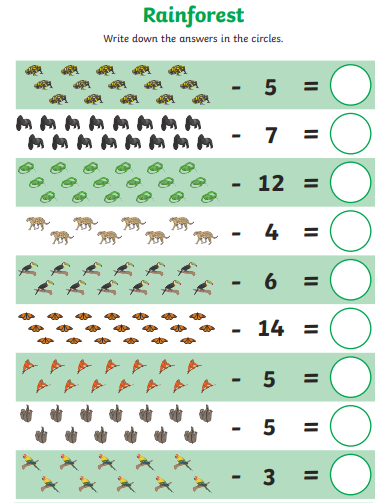 Rainforest
Write down the answers in the circles.
- 5 =
- 7 =
- 12 =
- 4 =
- 6 =
- 14 =
- 5 =
- 5 =
- 3 =